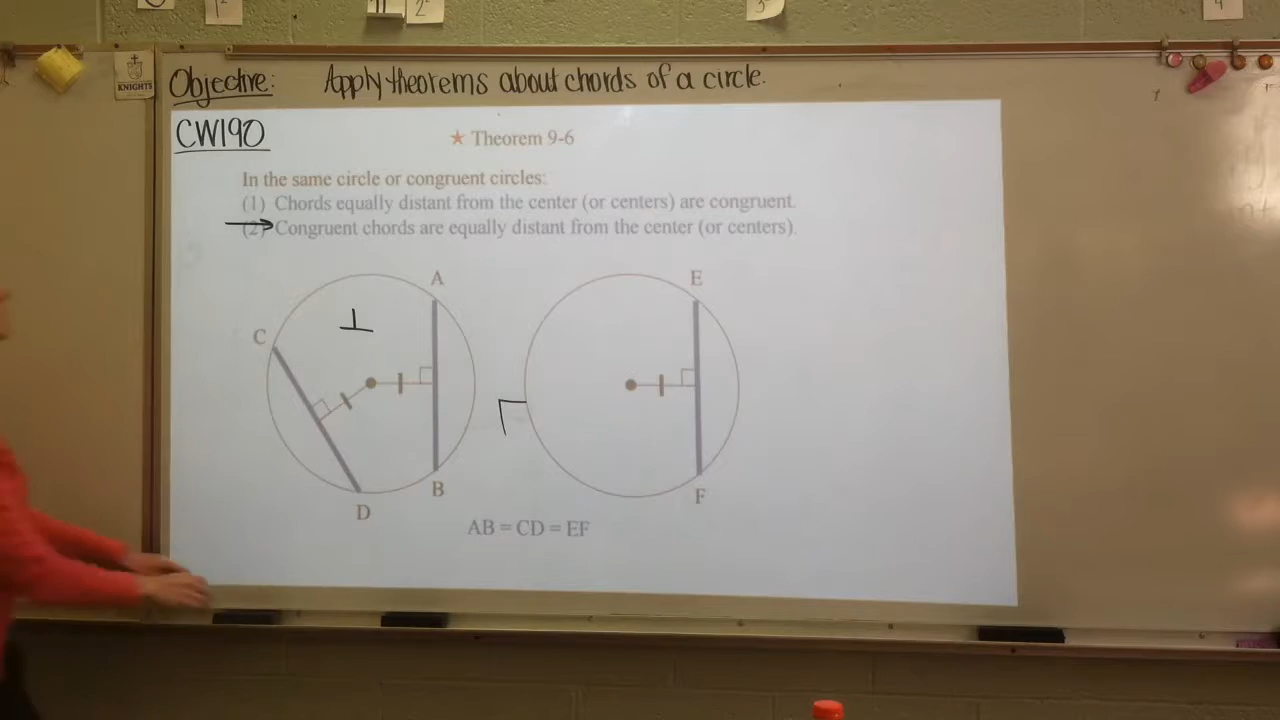 KNIGHTS
Objective: Apply theorems about chords of a circle.
CW190
★ Theorem 9-6
In the same circle or congruent circles:
(1) Chords equally distant from the center (or centers) are congruent.
(2) Congruent chords are equally distant from the center (or centers).
A
E
C
B
F
D
AB = CD = EF